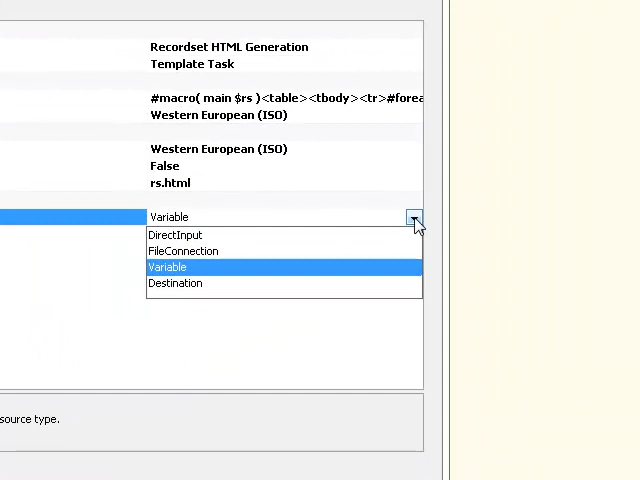 Recordset HTML Generation
Template Task
#macro( main $rs )<table><tbody><tr>#forea
Western European (ISO)
Western European (ISO)
False
rs.html
Variable
DirectInput
FileConnection
Variable
Destination
source type.